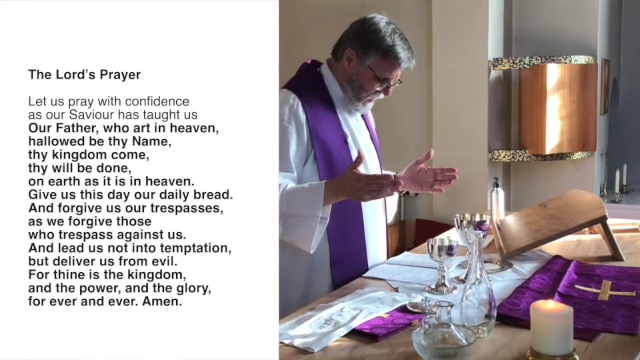 The Lord's Prayer
Let us pray with confidence
as our Saviour has taught us
Our Father, who art in heaven,
hallowed be thy Name,
thy kingdom come,
thy will be done,
on earth as it is in heaven.
Give us this day our daily bread.
And forgive us our trespasses,
as we forgive those
who trespass against us.
And lead us not into temptation,
but deliver us from evil.
For thine is the kingdom,
and the power, and the glory,
for ever and ever. Amen.